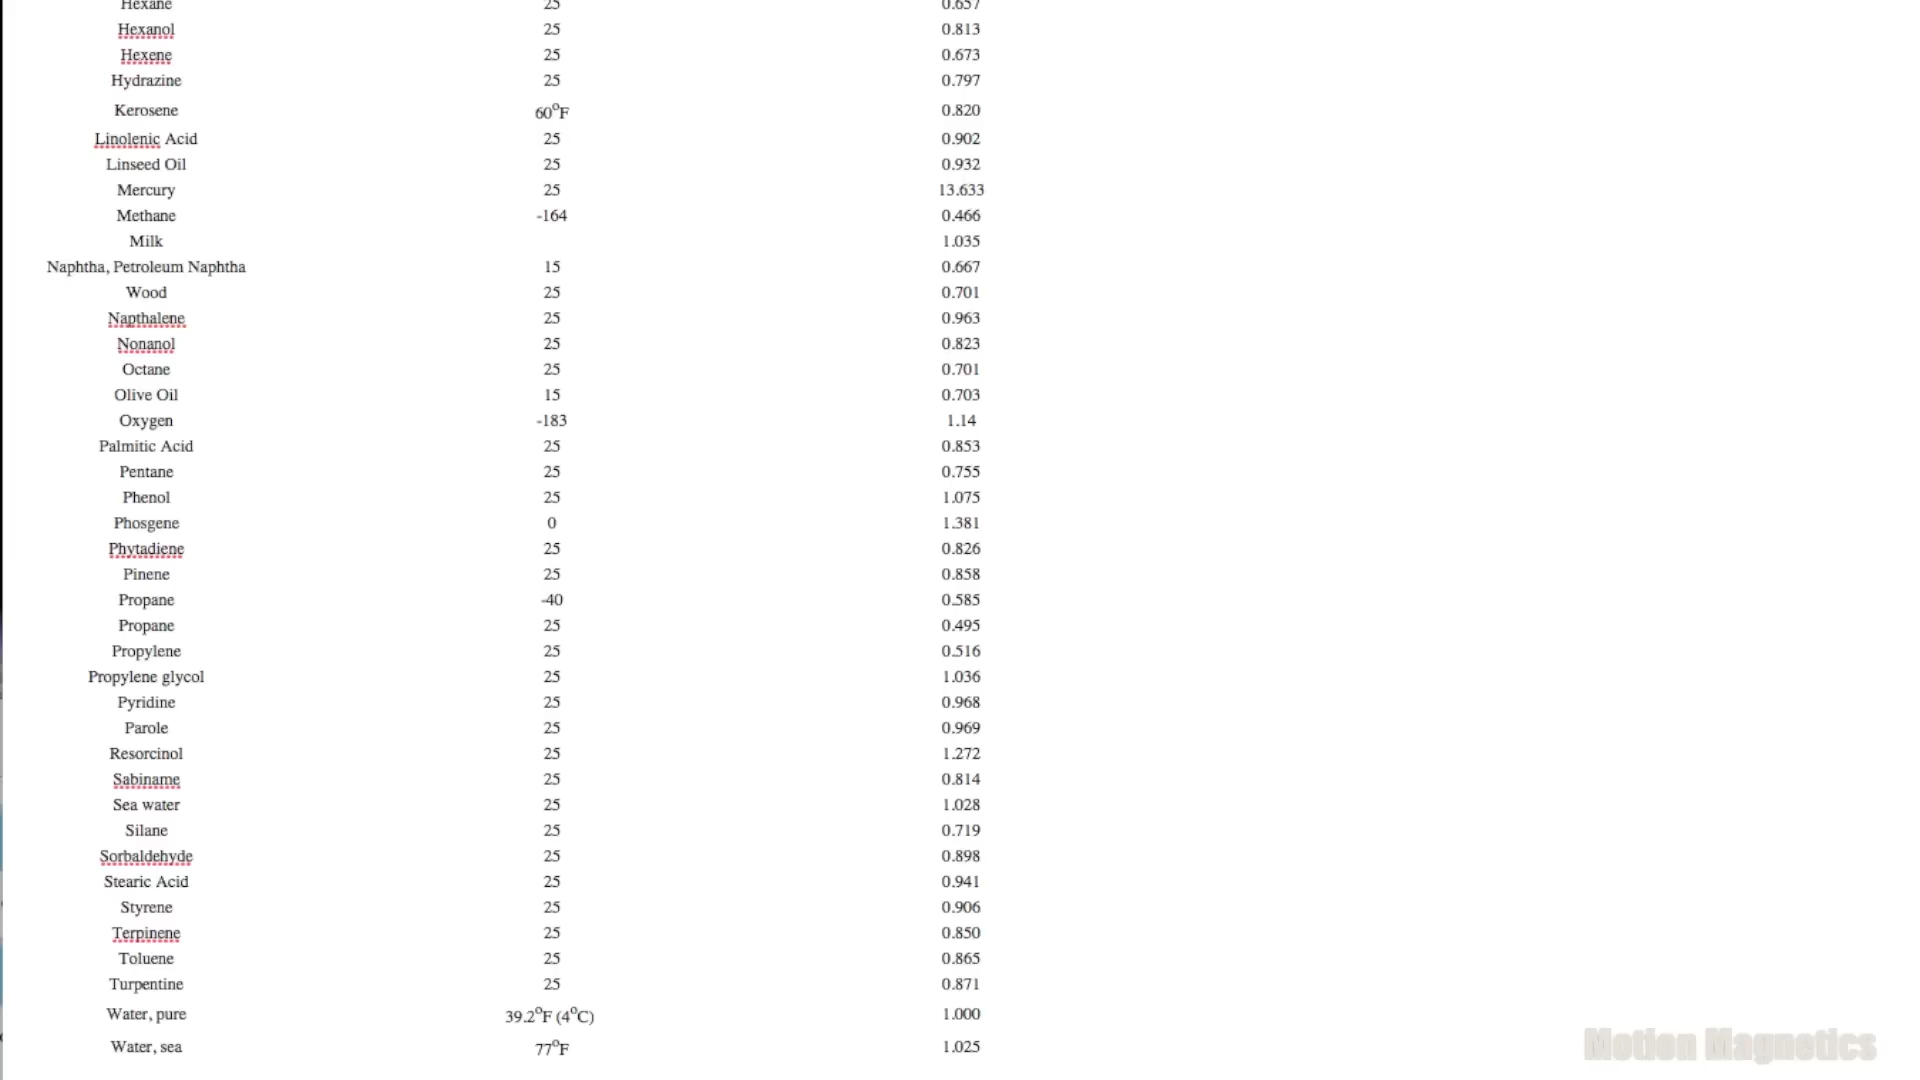 Hexane 25 0.657
Hexanol 25 0.813
Hexene 25 0.673
Hydrazine 25 0.797
Kerosene 60°F 0.820
Linolenic Acid 25 0.902
Linseed Oil 25 0.932
Mercury 25 13.633
Methane -164 0.466
Milk 1.035
Naphtha, Petroleum Naphtha 15 0.667
Wood 25 0.701
Napthalene 25 0.963
Nonanol 25 0.823
Octane 25 0.701
Olive Oil 15 0.703
Oxygen -183 1.14
Palmitic Acid 25 0.853
Pentane 25 0.755
Phenol 25 1.075
Phosgene 0 1.381
Phytadiene 25 0.826
Pinene 25 0.858
Propane -40 0.585
Propane 25 0.495
Propylene 25 0.516
Propylene glycol 25 1.036
Pyridine 25 0.968
Parole 25 0.969
Resorcinol 25 1.272
Sabiname 25 0.814
Sea water 25 1.028
Silane 25 0.719
Sorbaldehyde 25 0.898
Stearic Acid 25 0.941
Styrene 25 0.906
Terpinene 25 0.850
Toluene 25 0.865
Turpentine 25 0.871
Water, pure 39.2°F (4°C) 1.000
Water, sea 77°F 1.025
Motion Magnetics